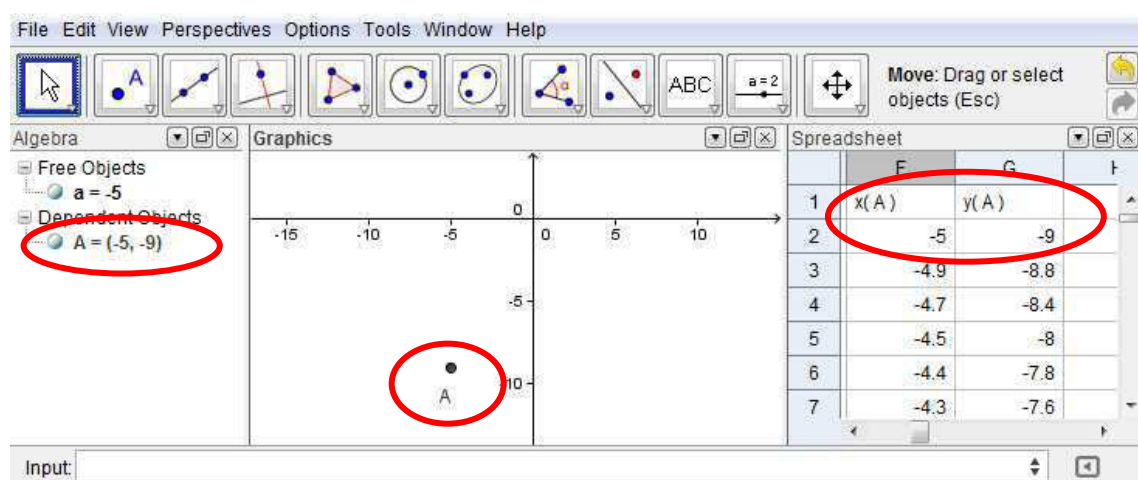 File Edit View Perspectives Options Tools Window Help
A
α
ABC
a=2
Move: Drag or select
objects (Esc)
Algebra
Graphics
Spreadsheet
Free Objects
a = -5
Dependent Objects
A = (-5, -9)
0
-15 -10 -5 0 5 10
-5
-10
A
F G
1 x(A) y(A)
2 -5 -9
3 -4.9 -8.8
4 -4.7 -8.4
5 -4.5 -8
6 -4.4 -7.8
7 -4.3 -7.6
Input: